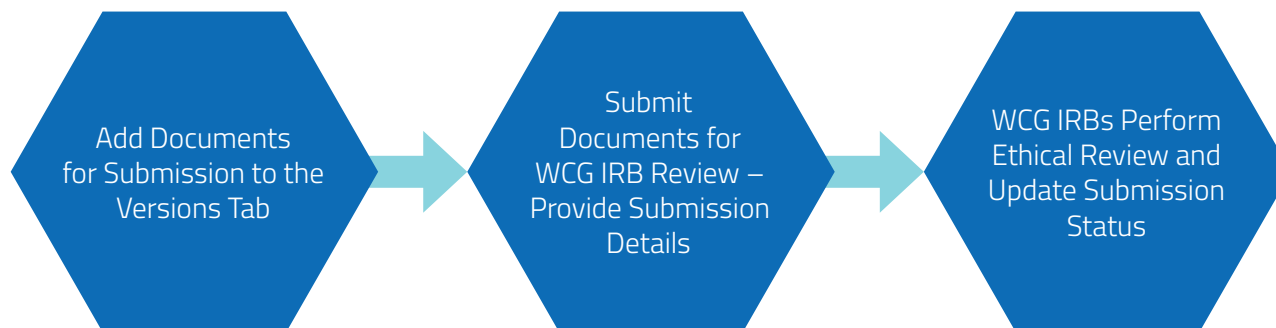 Add Documents
for Submission to the
Versions Tab
Submit
Documents for
WCG IRB Review –
Provide Submission
Details
WCG IRBs Perform
Ethical Review and
Update Submission
Status